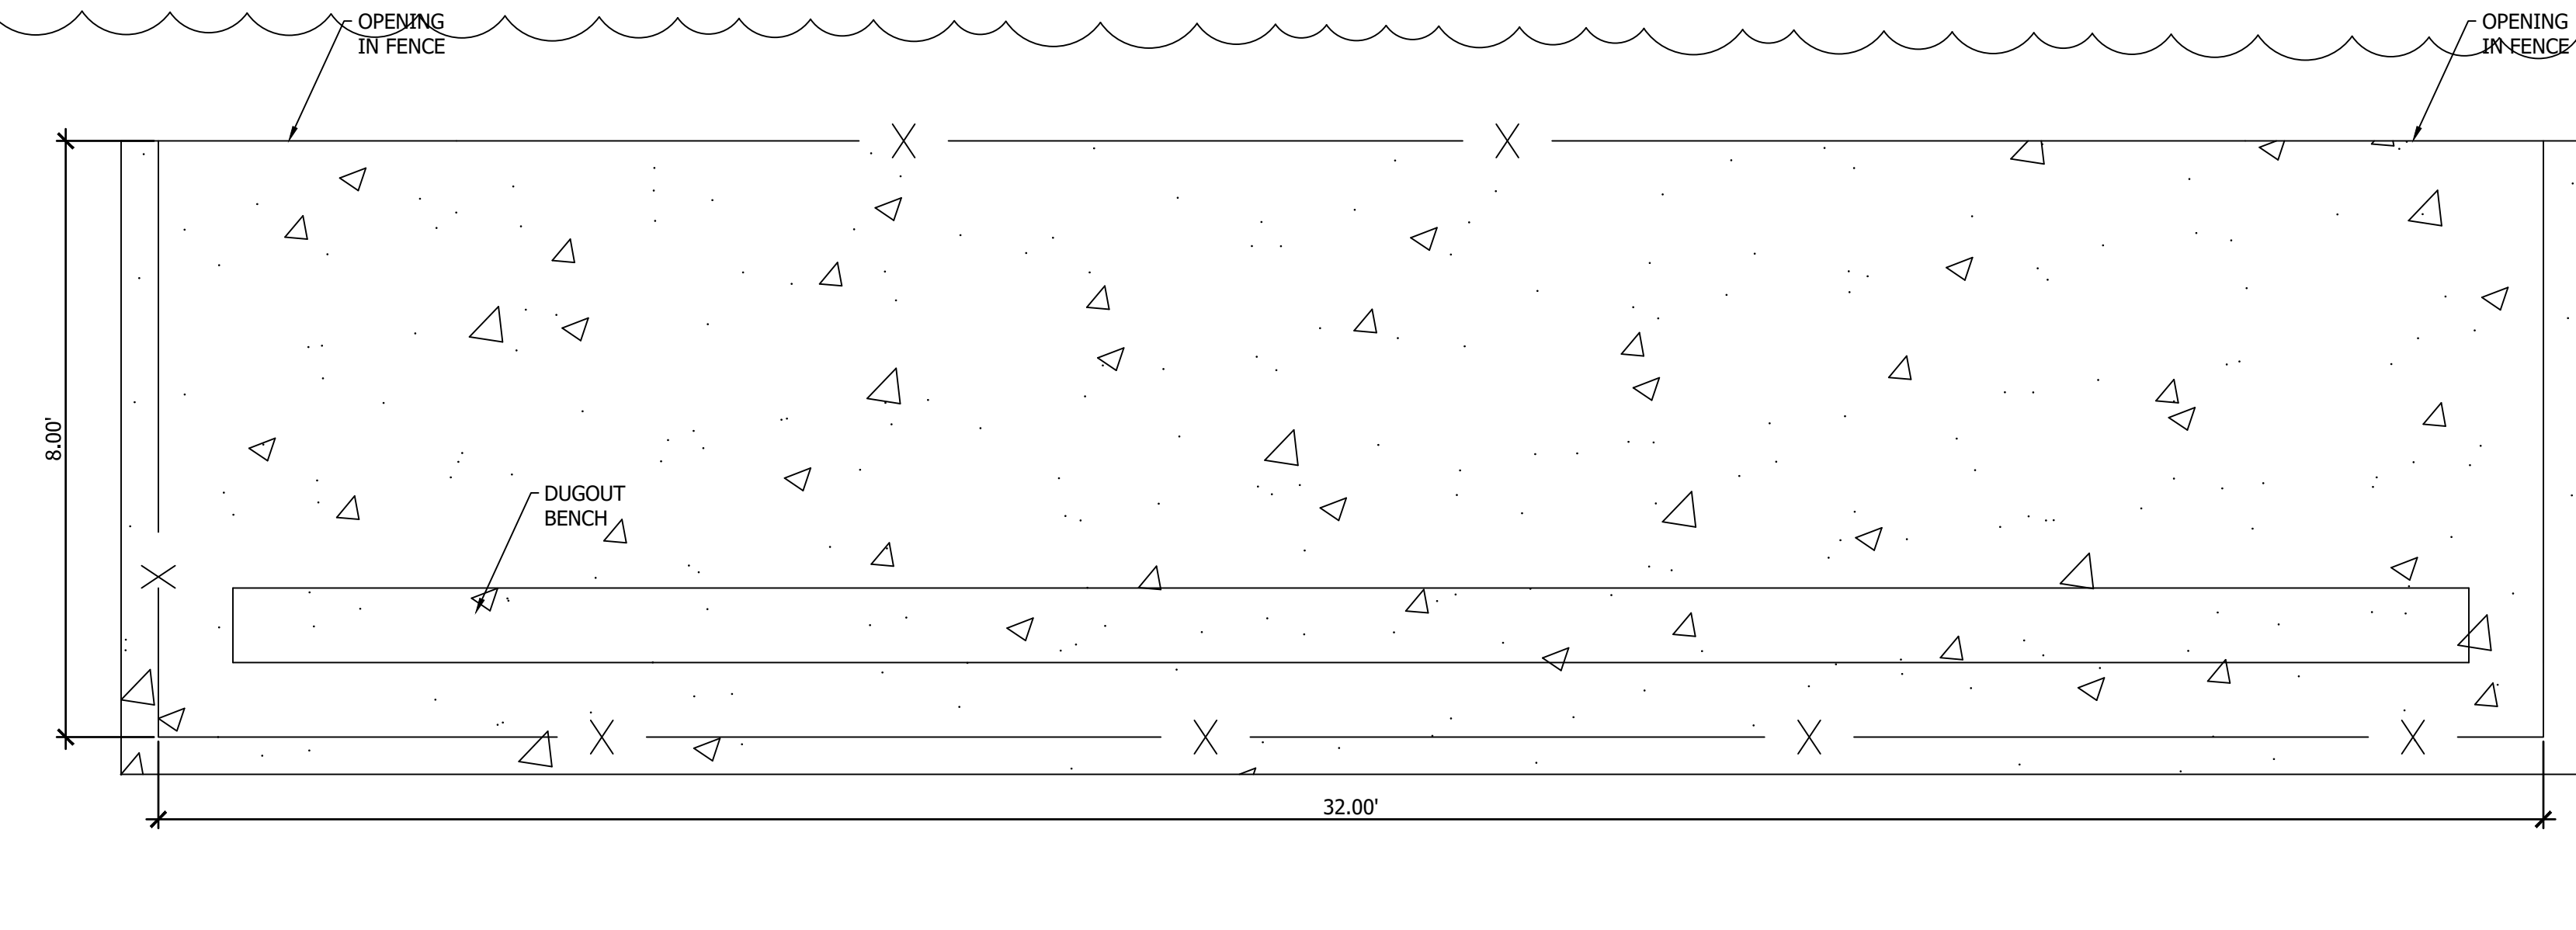 OPENING
IN FENCE
OPENING
IN FENCE
8.00'
DUGOUT
BENCH
32.00'